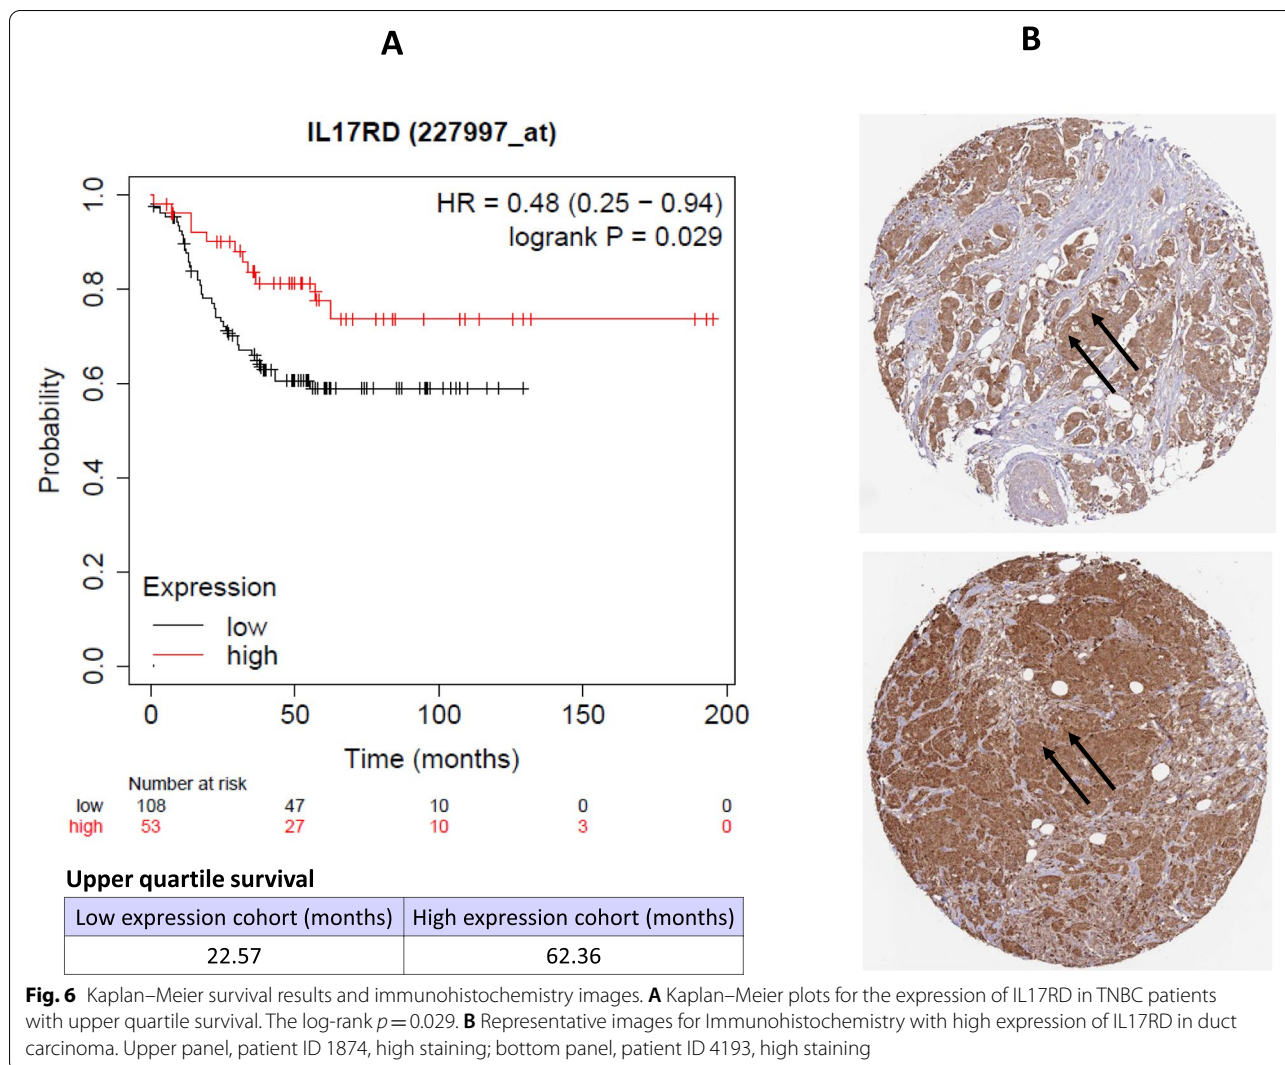 A
B
IL17RD (227997_at)
HR = 0.48 (0.25 − 0.94)
logrank P = 0.029
Probability
1.0
0.8
0.6
0.4
0.2
0.0
Expression
low
high
0 50 100 150 200
Time (months)
Number at risk
low 108 47 10 0 0
high 53 27 10 3 0
Upper quartile survival
Low expression cohort (months) High expression cohort (months)
22.57 62.36
Fig. 6 Kaplan–Meier survival results and immunohistochemistry images. A Kaplan–Meier plots for the expression of IL17RD in TNBC patients
with upper quartile survival. The log-rank p = 0.029. B Representative images for Immunohistochemistry with high expression of IL17RD in duct
carcinoma. Upper panel, patient ID 1874, high staining; bottom panel, patient ID 4193, high staining